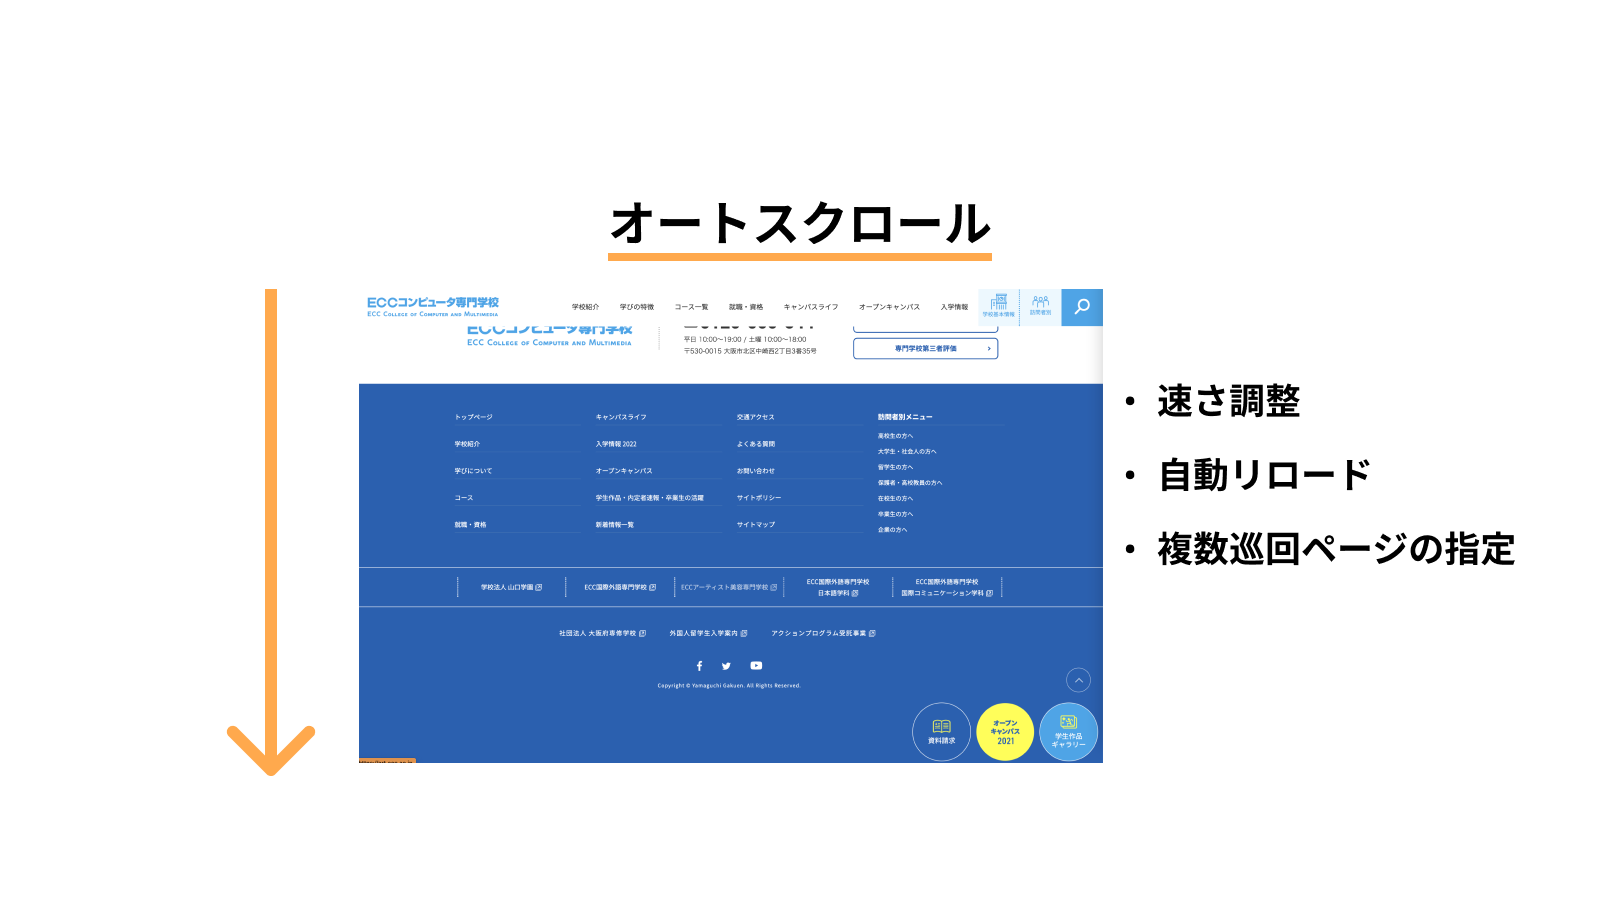 オートスクロール
ECCコンピュータ専門学校
ECC COLLEGE OF COMPUTER AND MULTIMEDIA
学校紹介 学びの特徴 コース一覧 就職・資格 キャンパスライフ オープンキャンパス 入学情報 学校基本情報 訪問者別
ECCコンピュータ専門学校
ECC COLLEGE OF COMPUTER AND MULTIMEDIA
平日 10:00〜19:00 / 土曜 10:00〜18:00
〒530-0015 大阪市北区中崎西2丁目3番35号
専門学校第三者評価
トップページ
学校紹介
学びについて
コース
就職・資格
キャンパスライフ
入学情報 2022
オープンキャンパス
学生作品・内定者速報・卒業生の活躍
新着情報一覧
交通アクセス
よくある質問
お問い合わせ
サイトポリシー
サイトマップ
訪問者別メニュー
高校生の方へ
大学生・社会人の方へ
留学生の方へ
保護者・高校教員の方へ
在校生の方へ
卒業生の方へ
企業の方へ
学校法人 山口学園
ECC国際外語専門学校
ECCアーティスト美容専門学校
ECC国際外語専門学校
日本語学科
ECC国際外語専門学校
国際コミュニケーション学科
社団法人 大阪府専修学校 外国人留学生入学案内 アクションプログラム受託事業
Copyright © Yamaguchi Gakuen. All Rights Reserved.
資料請求
オープン
キャンパス
2021
学生作品
ギャラリー
・ 速さ調整
・ 自動リロード
・ 複数巡回ページの指定